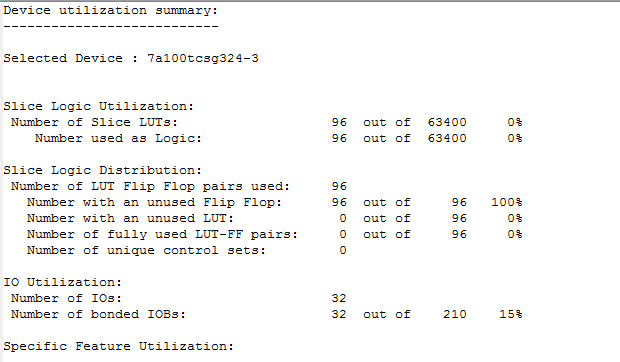 Device utilization summary:
---------------------------
Selected Device : 7a100tcsg324-3
Slice Logic Utilization:
Number of Slice LUTs: 96 out of 63400 0%
Number used as Logic: 96 out of 63400 0%
Slice Logic Distribution:
Number of LUT Flip Flop pairs used: 96
Number with an unused Flip Flop: 96 out of 96 100%
Number with an unused LUT: 0 out of 96 0%
Number of fully used LUT-FF pairs: 0 out of 96 0%
Number of unique control sets: 0
IO Utilization:
Number of IOs: 32
Number of bonded IOBs: 32 out of 210 15%
Specific Feature Utilization: